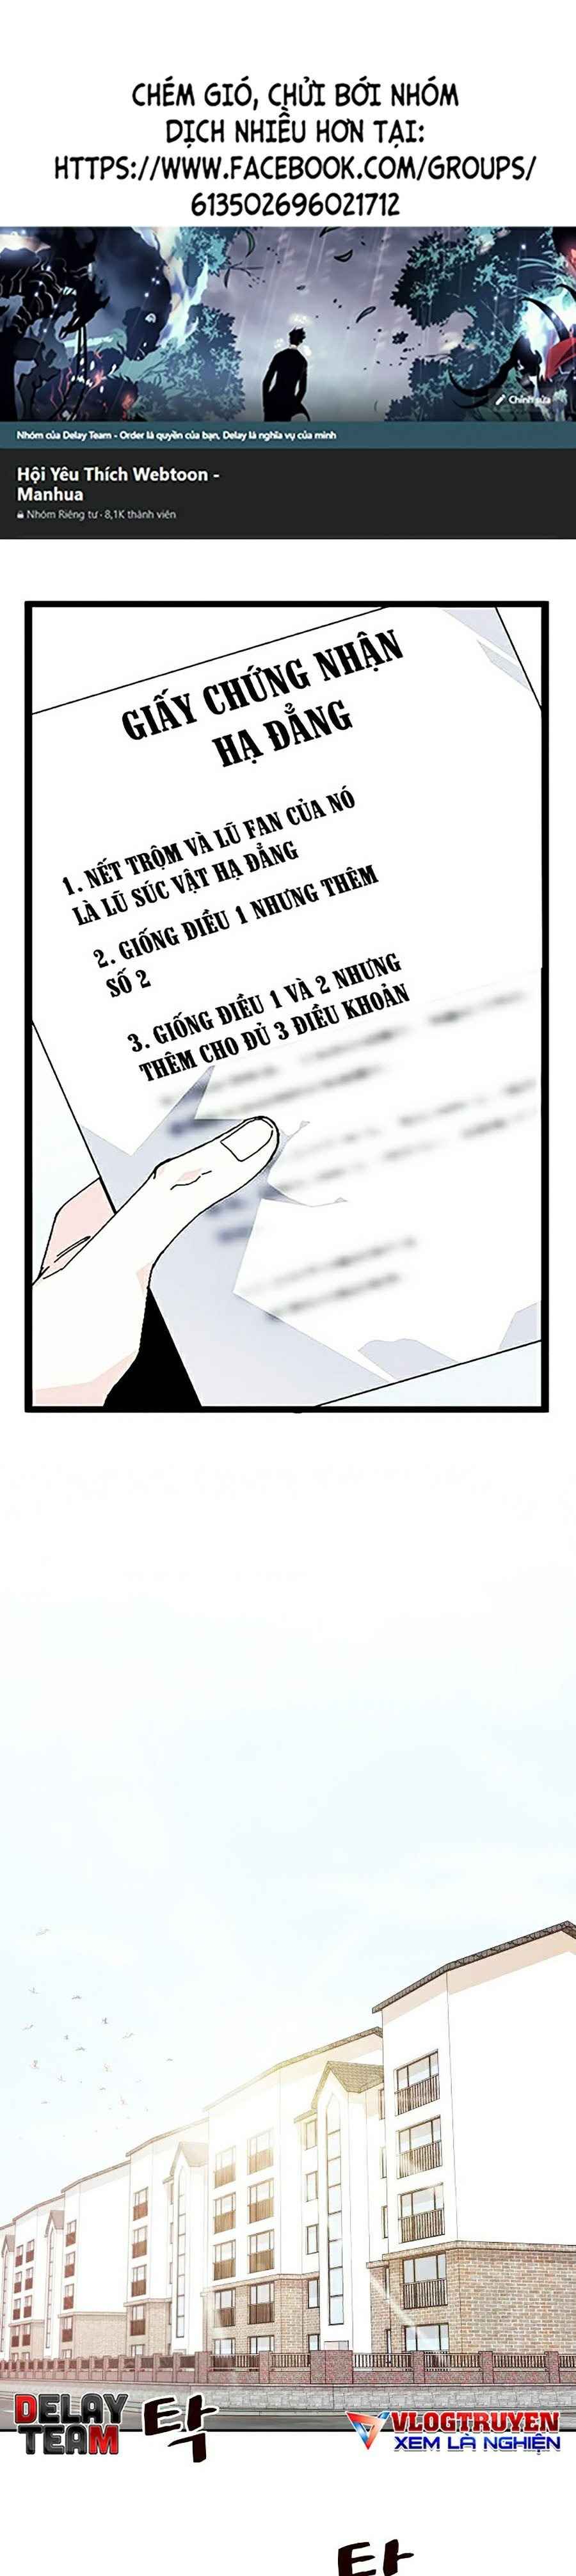 CHÉM GIÓ, CHỬI BỚI NHÓM
DỊCH NHIỀU HƠN TẠI:
HTTPS://WWW.FACEBOOK.COM/GROUPS/
613502696021712
Chỉnh sửa
Nhóm của Delay Team - Order là quyền của bạn, Delay là nghĩa vụ của mình
Hội Yêu Thích Webtoon -
Manhua
Nhóm Riêng tư · 8,1K thành viên
GIẤY CHỨNG NHẬN
HẠ ĐẲNG
1. NẾT TRỘM VÀ LŨ FAN CỦA NÓ
LÀ LŨ SÚC VẬT HẠ ĐẲNG
2. GIỐNG ĐIỀU 1 NHƯNG THÊM
SỐ 2
3. GIỐNG ĐIỀU 1 VÀ 2 NHƯNG
THÊM CHO ĐỦ 3 ĐIỀU KHOẢN
DELAY
TEAM
탁
VLOGTRUYEN
XEM LÀ NGHIỆN
타